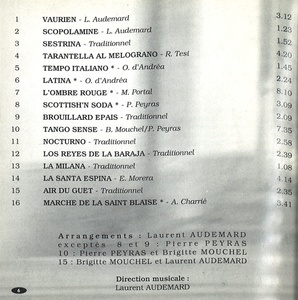 1 VAURIEN - L. Audemard 3.12
2 SCOPOLAMINE - L. Audemard 1.23
3 SESTRINA - Traditionnel 1.52
4 TARANTELLA AL MELOGRANO - R. Test 4.20
5 TEMPO ITALIANO * - O. d'Andréa 1.45
6 LATINA * - O. d'Andréa 2.24
7 L'OMBRE ROUGE * - M. Portal 8.10
8 SCOTTISH'N SODA * - P. Peyras 3.09
9 BROUILLARD EPAIS - Traditionnel 2.09
10 TANGO SENSE - B. Mouchel/P. Peyras 7.35
11 NOCTURNO - Traditionnel 2.58
12 LOS REYES DE LA BARAJA - Traditionnel 2.39
13 LA MILANA - Traditionnel 1.08
14 LA SANTA ESPINA - E. Morera 4.14
15 AIR DU GUET - Traditionnel 2.35
16 MARCHE DE LA SAINT BLAISE * - A. Charrié 3.41
Arrangements : Laurent AUDEMARD
exceptés 8 et 9 : Pierre PEYRAS
10 : Pierre PEYRAS et Brigitte MOUCHEL
15 : Brigitte MOUCHEL et Laurent AUDEMARD
Direction musicale :
Laurent AUDEMARD